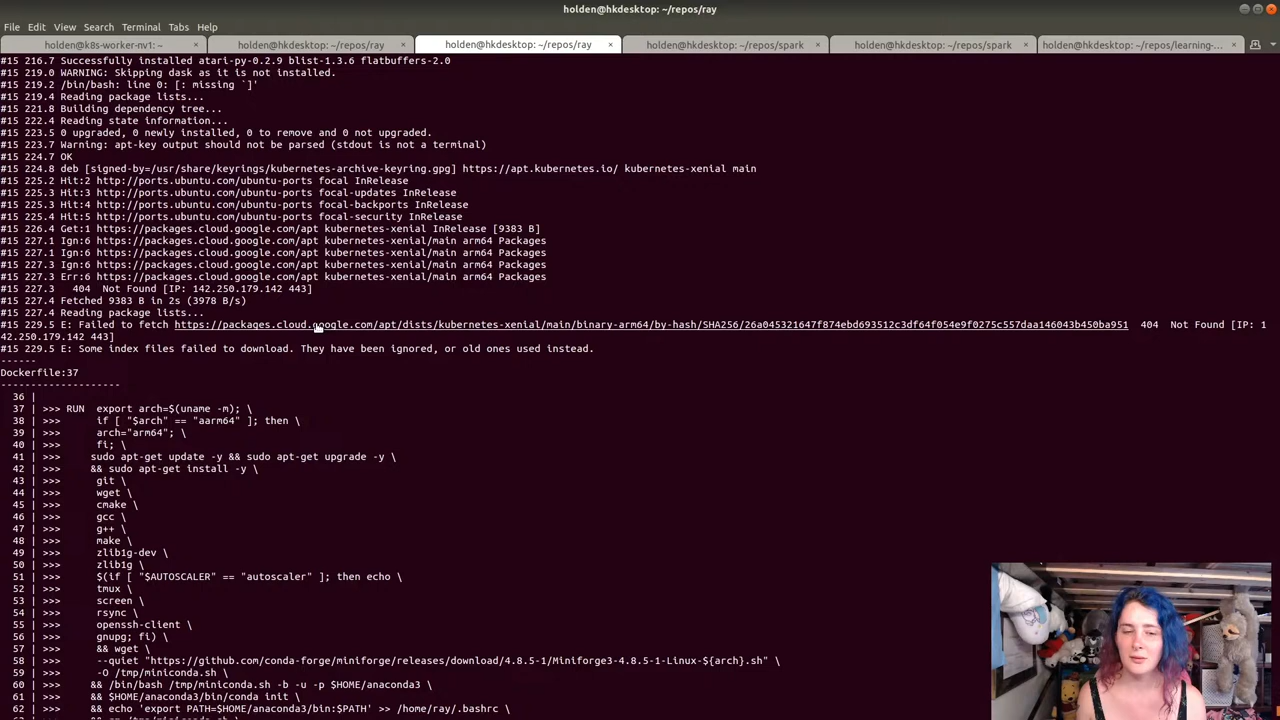 holden@hkdesktop: ~/repos/ray
File Edit View Search Terminal Tabs Help
holden@k8s-worker-nv1: ~ × holden@hkdesktop: ~/repos/ray × holden@hkdesktop: ~/repos/ray × holden@hkdesktop: ~/repos/spark × holden@hkdesktop: ~/repos/spark × holden@hkdesktop: ~/repos/learning-... ×
#15 216.7 Successfully installed atari-py-0.2.9 blist-1.3.6 flatbuffers-2.0
#15 219.0 WARNING: Skipping dask as it is not installed.
#15 219.2 /bin/bash: line 0: [: missing `]'
#15 219.4 Reading package lists...
#15 221.8 Building dependency tree...
#15 223.4 Reading state information...
#15 223.5 0 upgraded, 0 newly installed, 0 to remove and 0 not upgraded.
#15 223.7 Warning: apt-key output should not be parsed (stdout is not a terminal)
#15 224.7 OK
#15 224.8 deb [signed-by=/usr/share/keyrings/kubernetes-archive-keyring.gpg] https://apt.kubernetes.io/ kubernetes-xenial main
#15 225.2 Hit:2 http://ports.ubuntu.com/ubuntu-ports focal InRelease
#15 225.3 Hit:3 http://ports.ubuntu.com/ubuntu-ports focal-updates InRelease
#15 225.4 Hit:4 http://ports.ubuntu.com/ubuntu-ports focal-backports InRelease
#15 225.4 Hit:5 http://ports.ubuntu.com/ubuntu-ports focal-security InRelease
#15 226.4 Get:1 https://packages.cloud.google.com/apt kubernetes-xenial InRelease [9383 B]
#15 227.1 Ign:6 https://packages.cloud.google.com/apt kubernetes-xenial/main arm64 Packages
#15 227.1 Ign:6 https://packages.cloud.google.com/apt kubernetes-xenial/main arm64 Packages
#15 227.3 Ign:6 https://packages.cloud.google.com/apt kubernetes-xenial/main arm64 Packages
#15 227.3 Err:6 https://packages.cloud.google.com/apt kubernetes-xenial/main arm64 Packages
#15 227.3   404  Not Found [IP: 142.250.179.142 443]
#15 227.4 Fetched 9383 B in 2s (3978 B/s)
#15 227.4 Reading package lists...
#15 229.5 E: Failed to fetch https://packages.cloud.google.com/apt/dists/kubernetes-xenial/main/binary-arm64/by-hash/SHA256/26a045321647f874ebd693512c3df64f054e9f0275c557daa146043b450ba951  404  Not Found [IP: 1
42.250.179.142 443]
#15 229.5 E: Some index files failed to download. They have been ignored, or old ones used instead.
------
Dockerfile:37
--------------------
36 |
37 | >>> RUN  export arch=$(uname -m); \
38 | >>>      if [ "$arch" == "aarm64" ]; then \
39 | >>>      arch="arm64"; \
40 | >>>      fi; \
41 | >>>     sudo apt-get update -y && sudo apt-get upgrade -y \
42 | >>>     && sudo apt-get install -y \
43 | >>>      git \
44 | >>>      wget \
45 | >>>      cmake \
46 | >>>      gcc \
47 | >>>      g++ \
48 | >>>      make \
49 | >>>      zlib1g-dev \
50 | >>>      zlib1g \
51 | >>>      $(if [ "$AUTOSCALER" == "autoscaler" ]; then echo \
52 | >>>      tmux \
53 | >>>      screen \
54 | >>>      rsync \
55 | >>>      openssh-client \
56 | >>>      gnupg; fi) \
57 | >>>      && wget \
58 | >>>      --quiet "https://github.com/conda-forge/miniforge/releases/download/4.8.5-1/Miniforge3-4.8.5-1-Linux-${arch}.sh" \
59 | >>>      -O /tmp/miniconda.sh \
60 | >>>     && /bin/bash /tmp/miniconda.sh -b -u -p $HOME/anaconda3 \
61 | >>>     && $HOME/anaconda3/bin/conda init \
62 | >>>     && echo 'export PATH=$HOME/anaconda3/bin:$PATH' >> /home/ray/.bashrc \